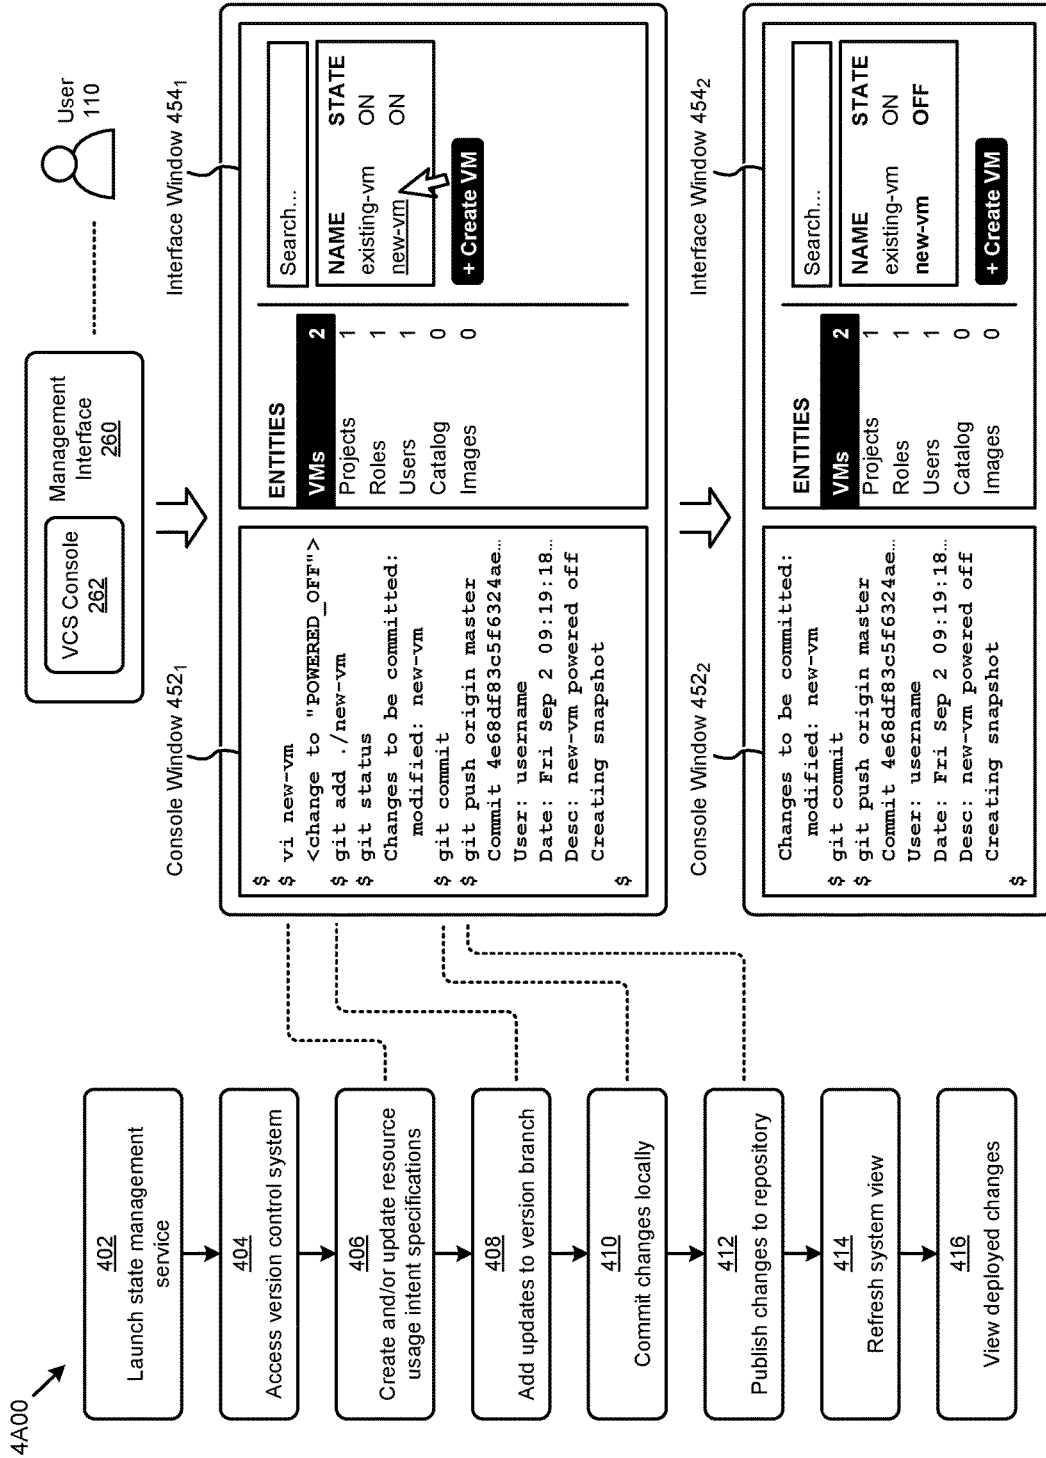 4A00
402
Launch state management
service
404
Access version control system
406
Create and/or update resource
usage intent specifications
408
Add updates to version branch
410
Commit changes locally
412
Publish changes to repository
414
Refresh system view
416
View deployed changes
VCS Console
262
Management
Interface
260
User
110
Console Window 452₁
$
$ vi new-vm
<change to "POWERED_OFF">
$ git add ./new-vm
$ git status
Changes to be committed:
modified: new-vm
$ git commit
$ git push origin master
Commit 4e68df83c5f6324ae…
User: username
Date: Fri Sep 2 09:19:18…
Desc: new-vm powered off
Creating snapshot
$
Interface Window 454₁
ENTITIES
VMs 2
Projects 1
Roles 1
Users 1
Catalog 0
Images 0
Search...
NAME STATE
existing-vm ON
new-vm ON
+ Create VM
Console Window 452₂
Changes to be committed:
modified: new-vm
$ git commit
$ git push origin master
Commit 4e68df83c5f6324ae…
User: username
Date: Fri Sep 2 09:19:18…
Desc: new-vm powered off
Creating snapshot
$
Interface Window 454₂
ENTITIES
VMs 2
Projects 1
Roles 1
Users 1
Catalog 0
Images 0
Search...
NAME STATE
existing-vm ON
new-vm OFF
+ Create VM